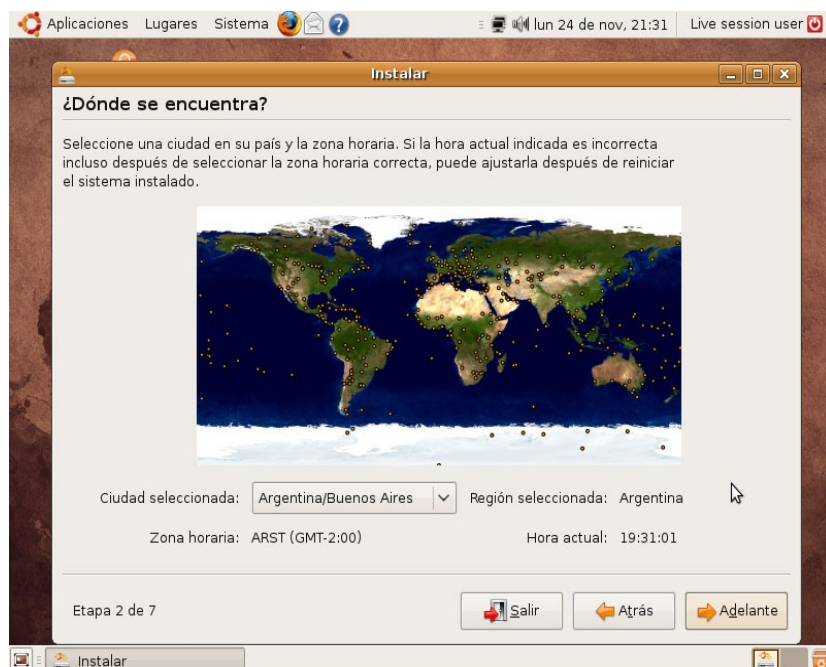 Aplicaciones Lugares Sistema lun 24 de nov, 21:31 Live session user
Instalar
¿Dónde se encuentra?
Seleccione una ciudad en su país y la zona horaria. Si la hora actual indicada es incorrecta
incluso después de seleccionar la zona horaria correcta, puede ajustarla después de reiniciar
el sistema instalado.
Ciudad seleccionada: Argentina/Buenos Aires Región seleccionada: Argentina
Zona horaria: ARST (GMT-2:00) Hora actual: 19:31:01
Etapa 2 de 7 Salir Atrás Adelante
Instalar